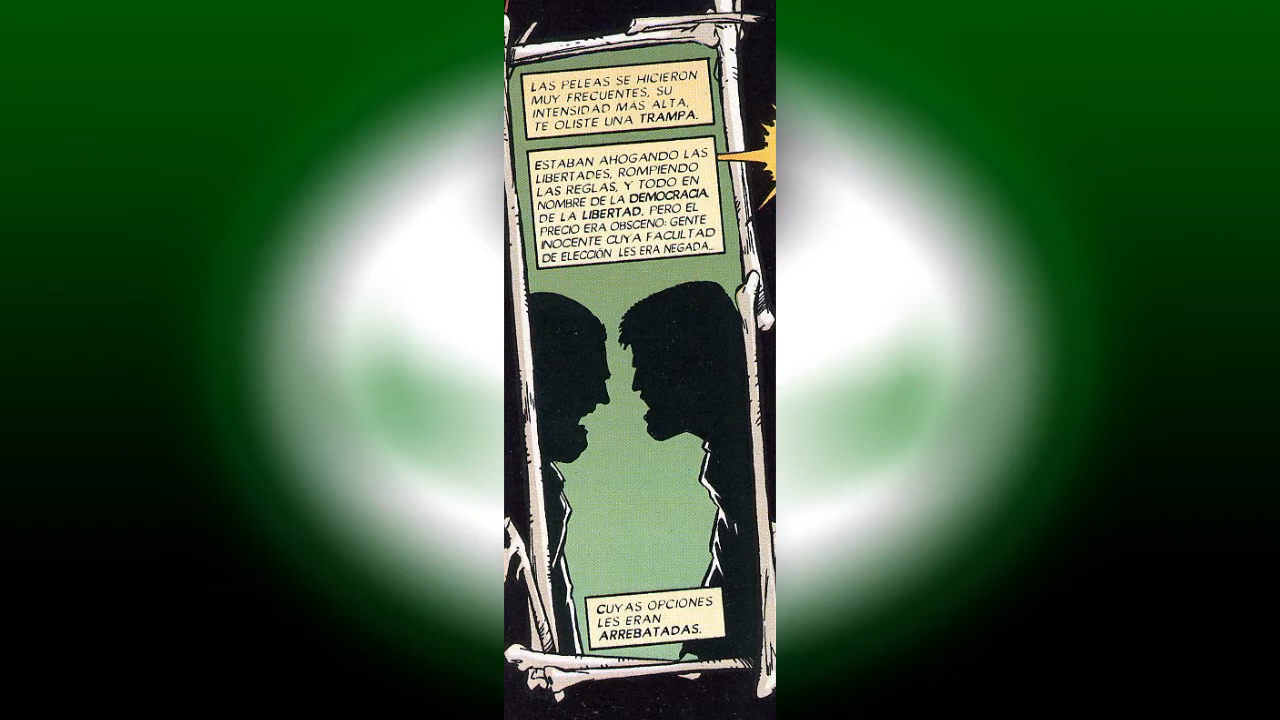 LAS PELEAS SE HICIERON
MUY FRECUENTES, SU
INTENSIDAD MAS ALTA,
TE OLISTE UNA TRAMPA.
ESTABAN AHOGANDO LAS
LIBERTADES, ROMPIENDO
LAS REGLAS, Y TODO EN
NOMBRE DE LA DEMOCRACIA,
DE LA LIBERTAD. PERO EL
PRECIO ERA OBSCENO: GENTE
INOCENTE CUYA FACULTAD
DE ELECCIÓN LES ERA NEGADA...
CUYAS OPCIONES
LES ERAN
ARREBATADAS.